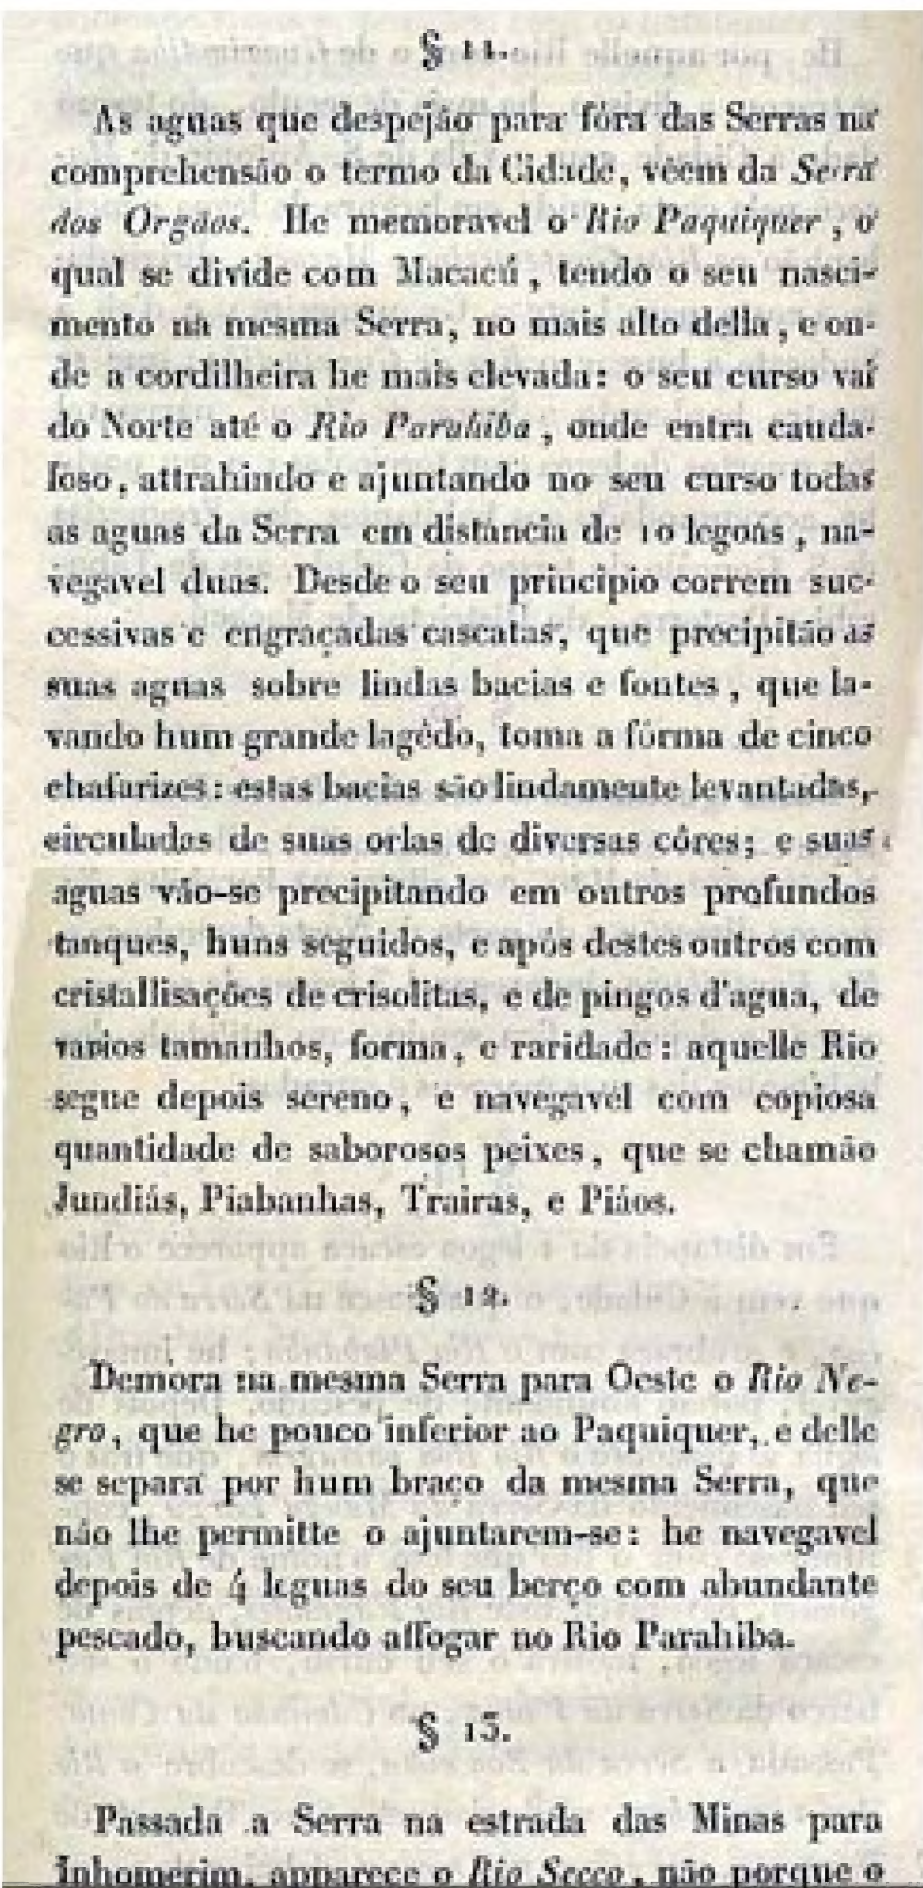 § 11.
As aguas que despejão para fóra das Serras na
comprehensão o termo da Cidade, vêem da Serra
dos Orgãos. He memoravel o Rio Paquiquer, o
qual se divide com Macacú, tendo o seu nasci-
mento na mesma Serra, no mais alto della, e on-
de a cordilheira he mais elevada: o seu curso vai
do Norte até o Rio Parahiba, onde entra cauda-
loso, attrahindo e ajuntando no seu curso todas
as aguas da Serra em distancia de 10 legoas, na-
vegavel duas. Desde o seu principio correm suc-
cessivas e engraçadas cascatas, que precipitão as
suas aguas sobre lindas bacias e fontes, que la-
vando hum grande lagêdo, toma a fórma de cinco
chafarizes: estas bacias são lindamente levantadas,
circuladas de suas orlas de diversas côres; e suas
aguas vão-se precipitando em outros profundos
tanques, huns seguidos, e após destes outros com
cristallisações de crisolitas, e de pingos d'agua, de
varios tamanhos, forma, e raridade: aquelle Rio
segue depois sereno, e navegavel com copiosa
quantidade de saborosos peixes, que se chamão
Jundiás, Piabanhas, Trairas, e Piáos.
§ 12.
Demora na mesma Serra para Oeste o Rio Ne-
gro, que he pouco inferior ao Paquiquer, e delle
se separa por hum braço da mesma Serra, que
não lhe permitte o ajuntarem-se: he navegavel
depois de 4 leguas do seu berço com abundante
pescado, buscando affogar no Rio Parahiba.
§ 13.
Passada a Serra na estrada das Minas para
Inhomerim, apparece o Rio Secco, não porque o